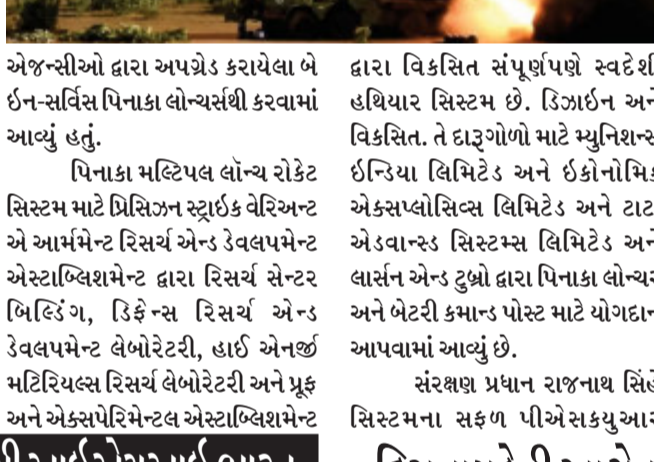 એજન્સીઓ દ્વારા અપગ્રેડ કરાયેલા બે
ઇન-સર્વિસ પિનાકા લોન્ચર્સથી કરવામાં
આવ્યું હતું.
પિનાકા મલ્ટિપલ લૉન્ચ રોકેટ
સિસ્ટમ માટે પ્રિસિઝન સ્ટ્રાઇક વેરિઅન્ટ
એ આર્મમેન્ટ રિસર્ચ એન્ડ ડેવલપમેન્ટ
એસ્ટાબ્લિશમેન્ટ દ્વારા રિસર્ચ સેન્ટર
બિલ્ડિંગ, ડિફેન્સ રિસર્ચ એન્ડ
ડેવલપમેન્ટ લેબોરેટરી, હાઈ એનર્જી
મટિરિયલ્સ રિસર્ચ લેબોરેટરી અને પ્રૂફ
અને એક્સપેરિમેન્ટલ એસ્ટાબ્લિશમેન્ટ
દ્વારા વિકસિત સંપૂર્ણપણે સ્વદેશી
હથિયાર સિસ્ટમ છે. ડિઝાઇન અને
વિકસિત. તે દારૂગોળો માટે મ્યુનિશન્સ
ઇન્ડિયા લિમિટેડ અને ઇકોનોમિક
એક્સપ્લોસિવ્સ લિમિટેડ અને ટાટા
એડવાન્સ્ડ સિસ્ટમ્સ લિમિટેડ અને
લાર્સન એન્ડ ટુબ્રો દ્વારા પિનાકા લોન્ચર
અને બેટરી કમાન્ડ પોસ્ટ માટે યોગદાન
આપવામાં આવ્યું છે.
સંરક્ષણ પ્રધાન રાજનાથ સિંહે
સિસ્ટમના સફળ પીએસક્યુઆર